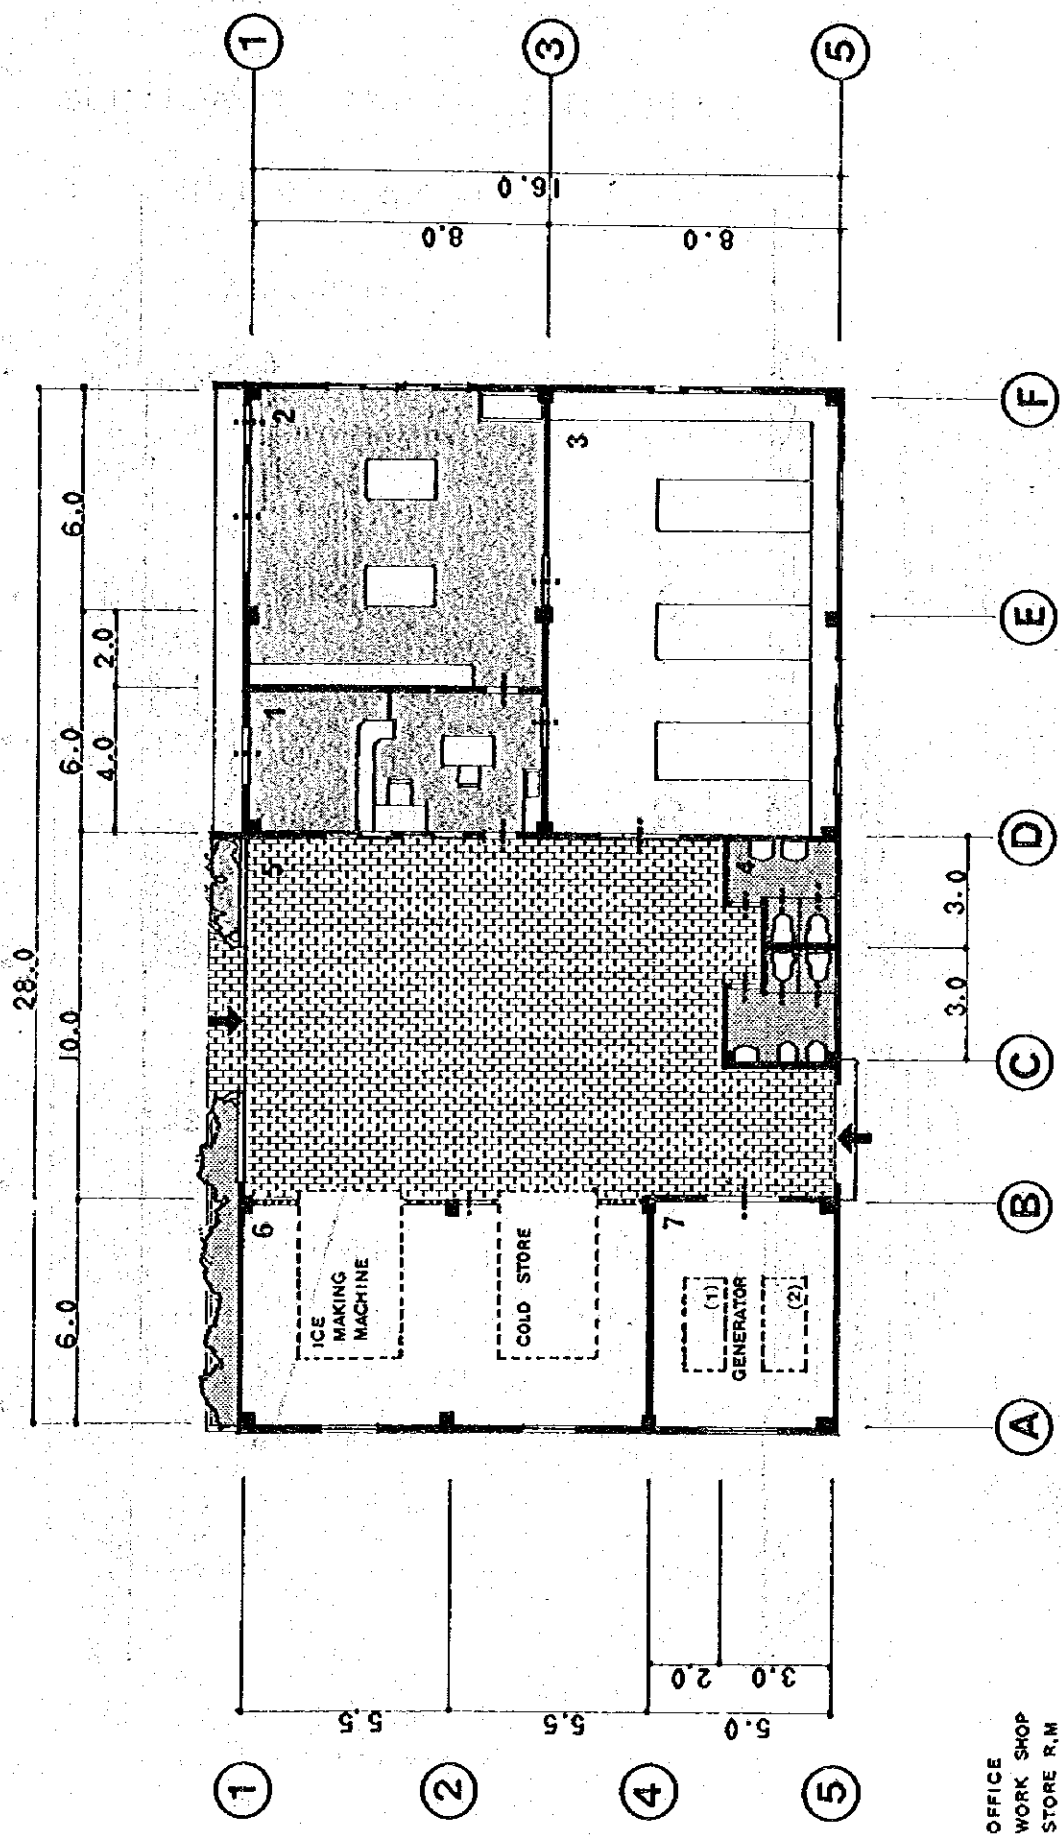 28.0
6.0
10.0
6.0
6.0
4.0
2.0
1
2
4
5
5.5
5.5
5.0
2.0
3.0
6
ICE
MAKING
MACHINE
COLD STORE
7
GENERATOR
(1)
(2)
5
4
1
2
3
3.0
3.0
8.0
8.0
16.0
1
3
5
A
B
C
D
E
F
OFFICE
WORK SHOP
STORE R,M